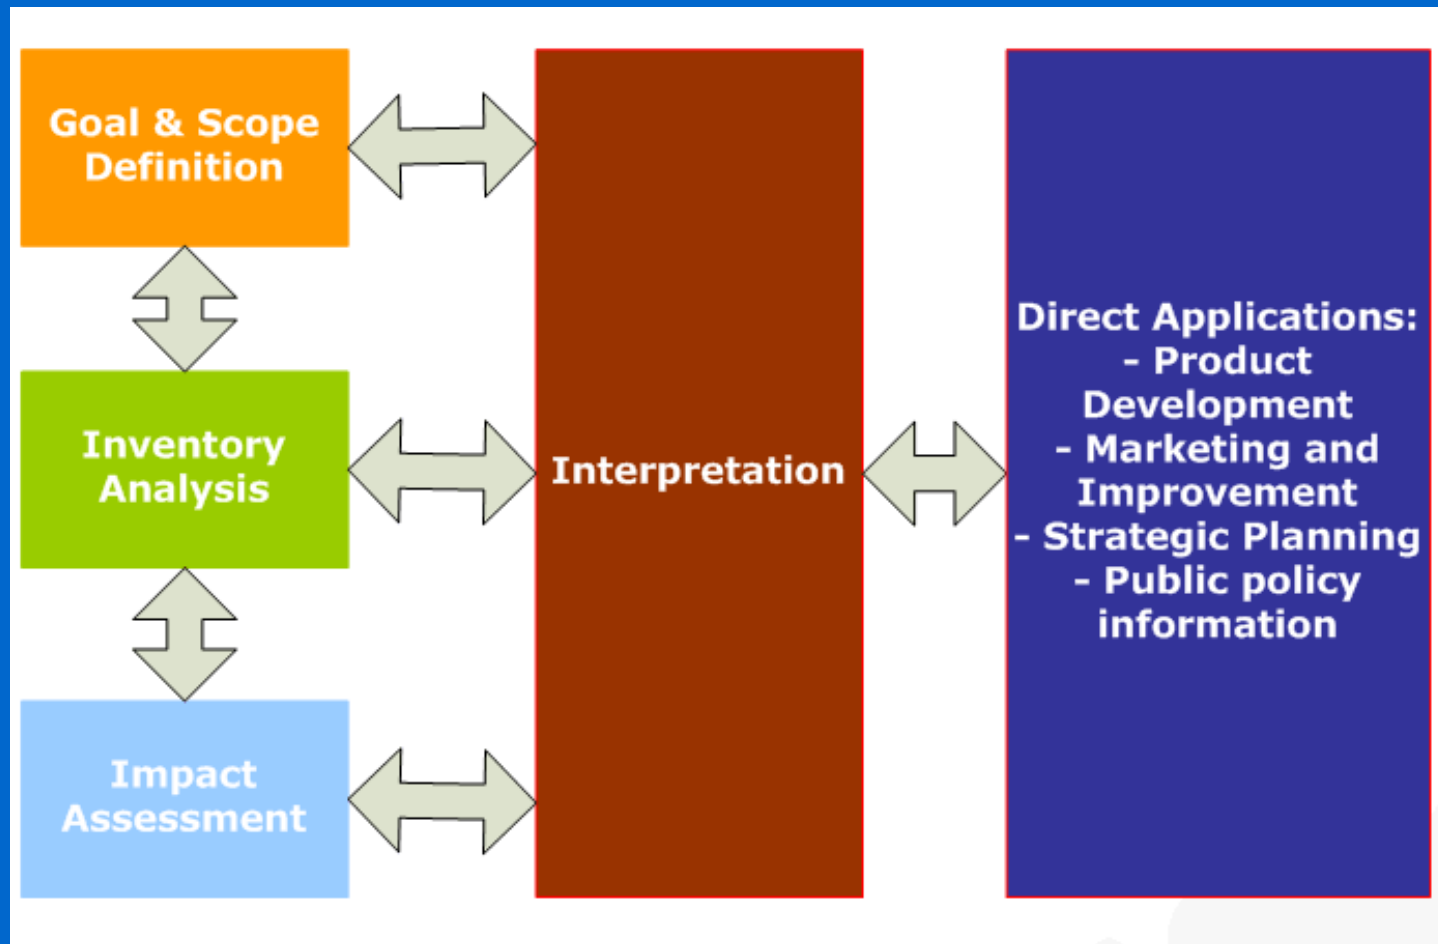 Goal & Scope
Definition
Inventory
Analysis
Impact
Assessment
Interpretation
Direct Applications:
- Product
Development
- Marketing and
Improvement
- Strategic Planning
- Public policy
information